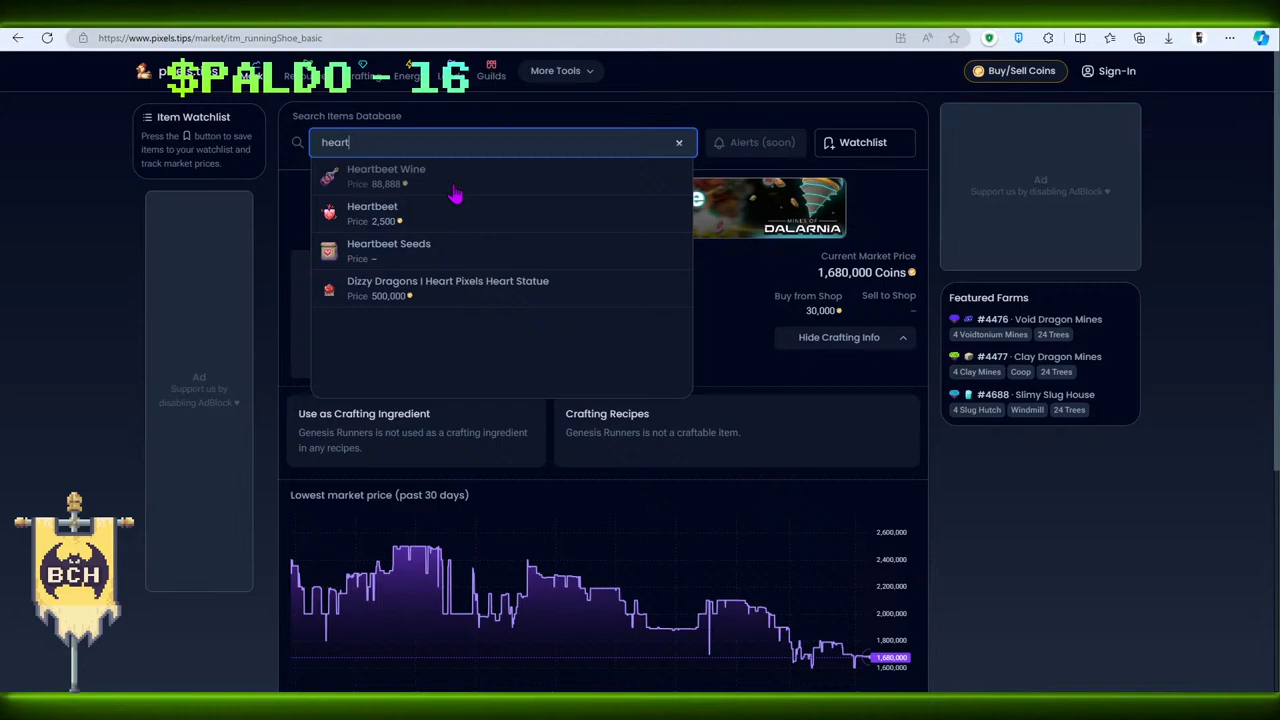 https://www.pixels.tips/market/itm_runningShoe_basic
$PALDO - 16
Guilds
More Tools
Buy/Sell Coins
Sign-In
Item Watchlist
Press the button to save
items to your watchlist and
track market prices.
Search Items Database
heart
Alerts (soon)
Watchlist
Heartbeet Wine
Price 88,888
Heartbeet
Price 2,500
Heartbeet Seeds
Price –
Dizzy Dragons I Heart Pixels Heart Statue
Price 500,000
MINES OF
DALARNIA
Current Market Price
1,680,000 Coins
Buy from Shop
Sell to Shop
30,000
–
Hide Crafting Info
Ad
Support us by
disabling AdBlock ♥
Ad
Support us by disabling AdBlock ♥
Featured Farms
#4476 · Void Dragon Mines
4 Voidtonium Mines
24 Trees
#4477 · Clay Dragon Mines
4 Clay Mines
Coop
24 Trees
#4688 · Slimy Slug House
4 Slug Hutch
Windmill
24 Trees
Use as Crafting Ingredient
Genesis Runners is not used as a crafting ingredient
in any recipes.
Crafting Recipes
Genesis Runners is not a craftable item.
Lowest market price (past 30 days)
2,600,000
2,400,000
2,200,000
2,000,000
1,800,000
1,680,000
1,600,000
BCH